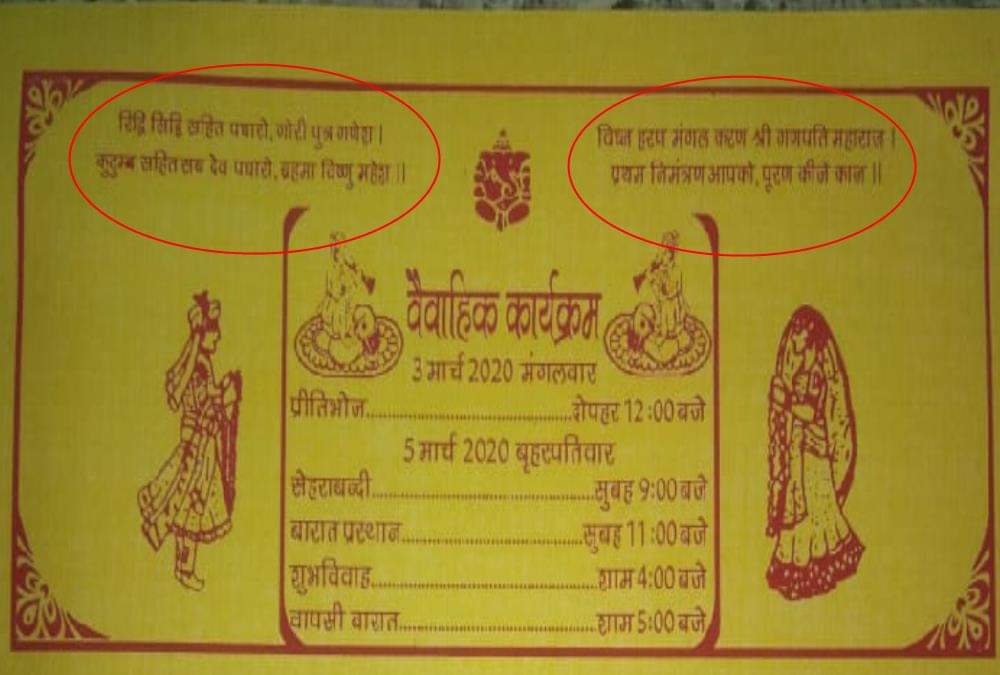 रिद्धि सिद्धि सहित पधारो, गोरी पुत्र गणेश।
कुटुम्ब सहित सब देव पधारो, ब्रहमा विष्णु महेश ।।
विघ्न हरण मंगल करण श्री गणपति महाराज।
प्रथम निमंत्रण आपको, पूरण कीजे काज ।।
वैवाहिक कार्यक्रम
3 मार्च 2020 मंगलवार
प्रीतिभोज..............................दोपहर 12:00 बजे
5 मार्च 2020 बृहस्पतिवार
सेहराबन्दी..............................सुबह 9:00 बजे
बारात प्रस्थान..............................सुबह 11:00 बजे
शुभविवाह..............................शाम 4:00 बजे
वापसी बारात..............................शाम 5:00 बजे